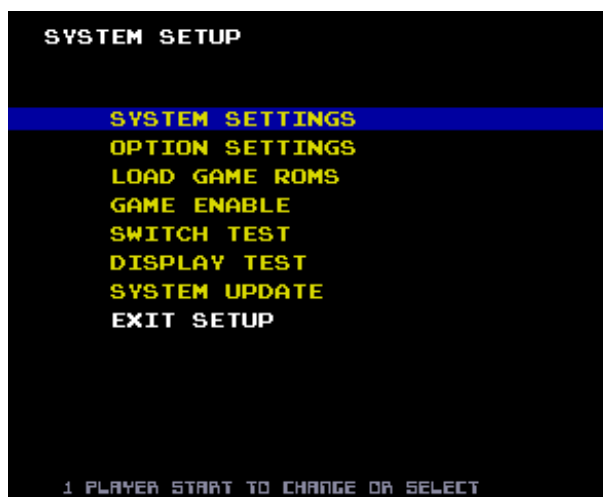 SYSTEM SETUP
SYSTEM SETTINGS
OPTION SETTINGS
LOAD GAME ROMS
GAME ENABLE
SWITCH TEST
DISPLAY TEST
SYSTEM UPDATE
EXIT SETUP
1 PLAYER START TO CHANGE OR SELECT